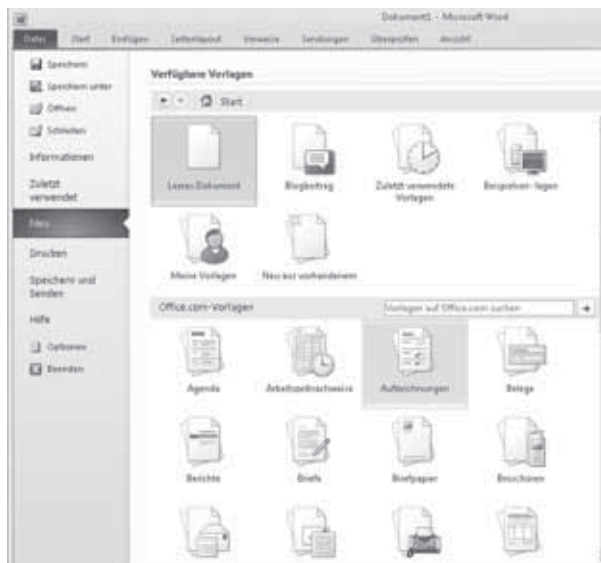 Dokument1 - Microsoft Word
Datei Start Einfügen Seitenlayout Verweise Sendungen Überprüfen Ansicht
Speichern
Speichern unter
Öffnen
Schließen
Informationen
Zuletzt
verwendet
Neu
Drucken
Speichern und
Senden
Hilfe
Optionen
Beenden
Verfügbare Vorlagen
Start
Leeres Dokument
Blogbeitrag
Zuletzt verwendete
Vorlagen
Beispielvor- lagen
Meine Vorlagen
Neu aus vorhandenem
Office.com-Vorlagen
Vorlagen auf Office.com suchen
Agenda
Arbeitszeitnachweise
Aufzeichnungen
Belege
Berichte
Briefe
Briefpapier
Broschüren